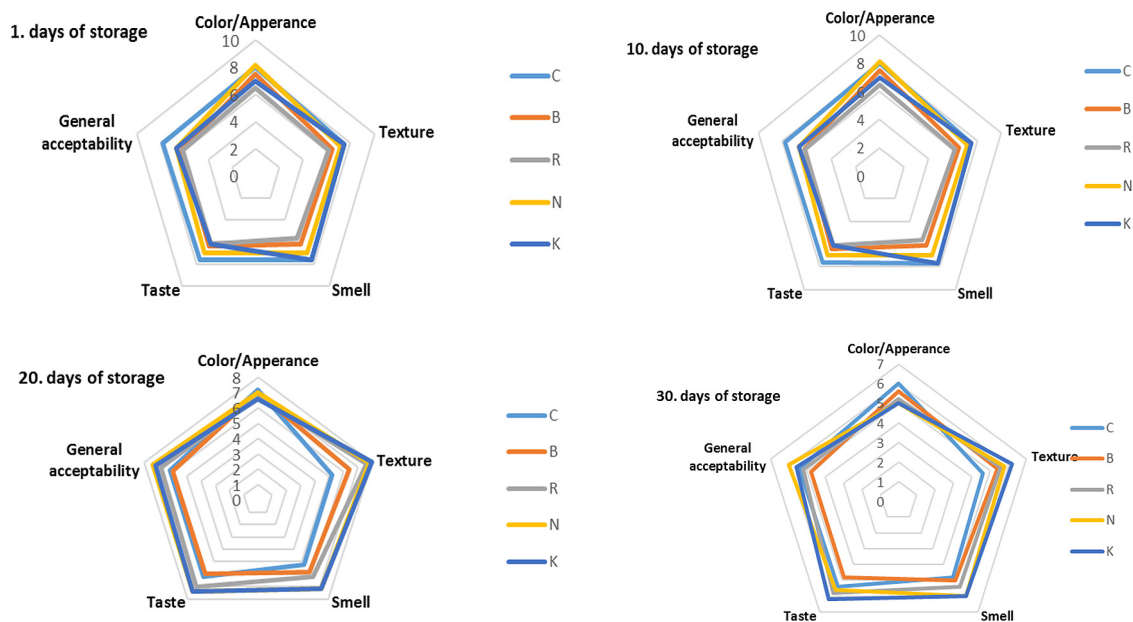 1. days of storage
Color/Apperance
10
8
6
4
2
0
Texture
Smell
Taste
General
acceptability
C
B
R
N
K
10. days of storage
Color/Apperance
10
8
6
4
2
0
Texture
Smell
Taste
General
acceptability
C
B
R
N
K
20. days of storage
Color/Apperance
8
7
6
5
4
3
2
1
0
Texture
Smell
Taste
General
acceptability
C
B
R
N
K
30. days of storage
Color/Apperance
7
6
5
4
3
2
1
0
Texture
Smell
Taste
General
acceptability
C
B
R
N
K